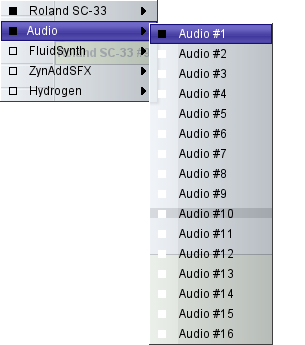 Roland SC-33
Audio
FluidSynth
ZynAddSFX
Hydrogen
Audio #1
Audio #2
Audio #3
Audio #4
Audio #5
Audio #6
Audio #7
Audio #8
Audio #9
Audio #10
Audio #11
Audio #12
Audio #13
Audio #14
Audio #15
Audio #16